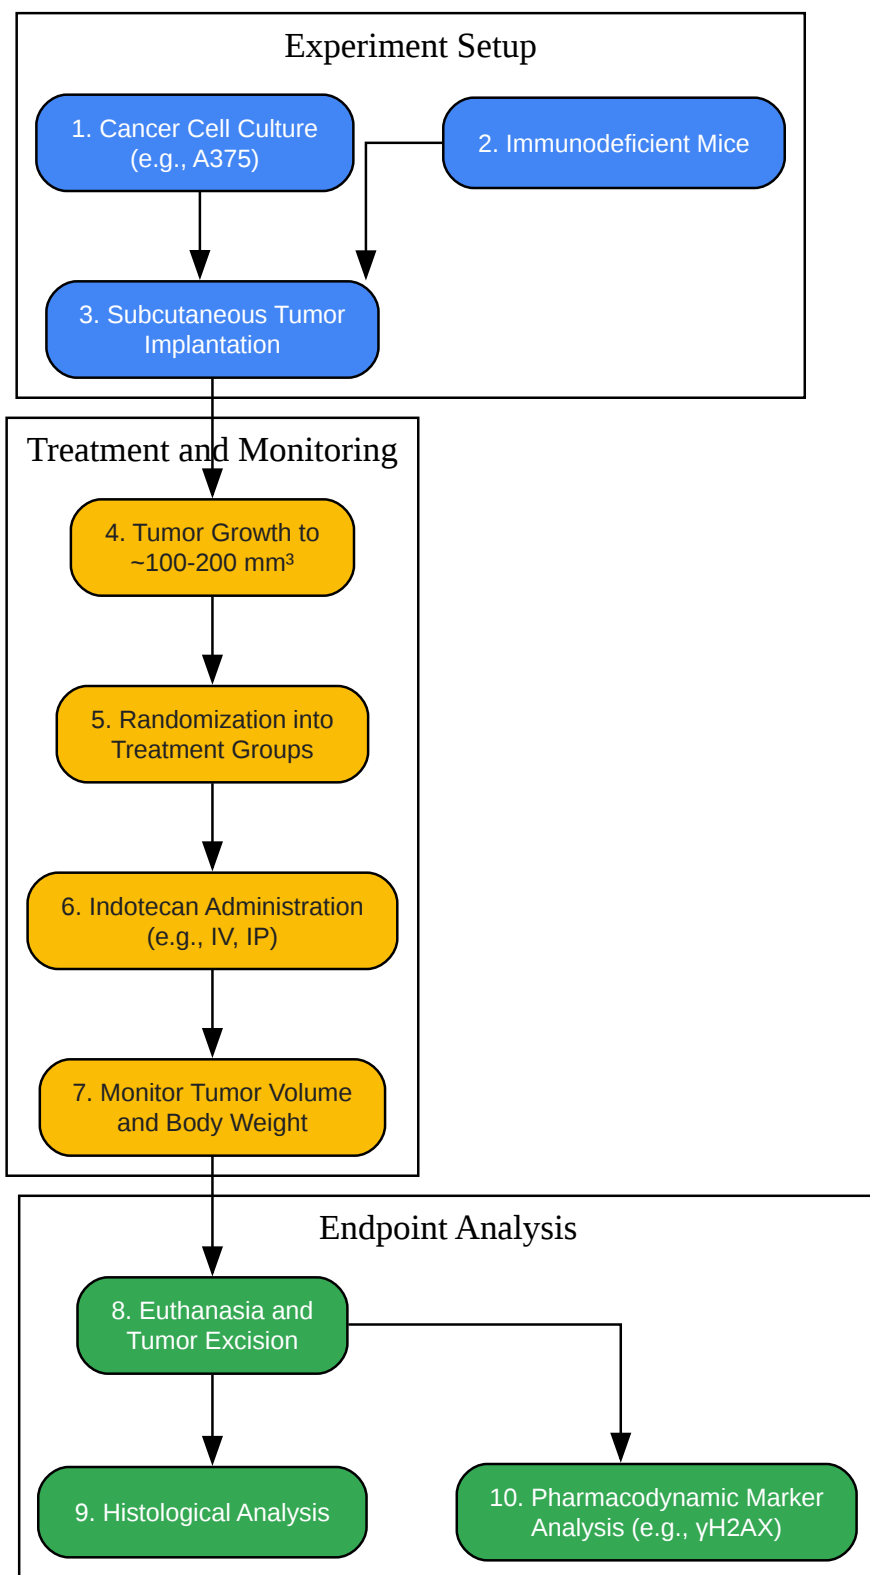 Experiment Setup
1. Cancer Cell Culture
(e.g., A375)
2. Immunodeficient Mice
3. Subcutaneous Tumor
Implantation
Treatment and Monitoring
4. Tumor Growth to
~100-200 mm³
5. Randomization into
Treatment Groups
6. Indotecan Administration
(e.g., IV, IP)
7. Monitor Tumor Volume
and Body Weight
Endpoint Analysis
8. Euthanasia and
Tumor Excision
9. Histological Analysis
10. Pharmacodynamic Marker
Analysis (e.g., γH2AX)